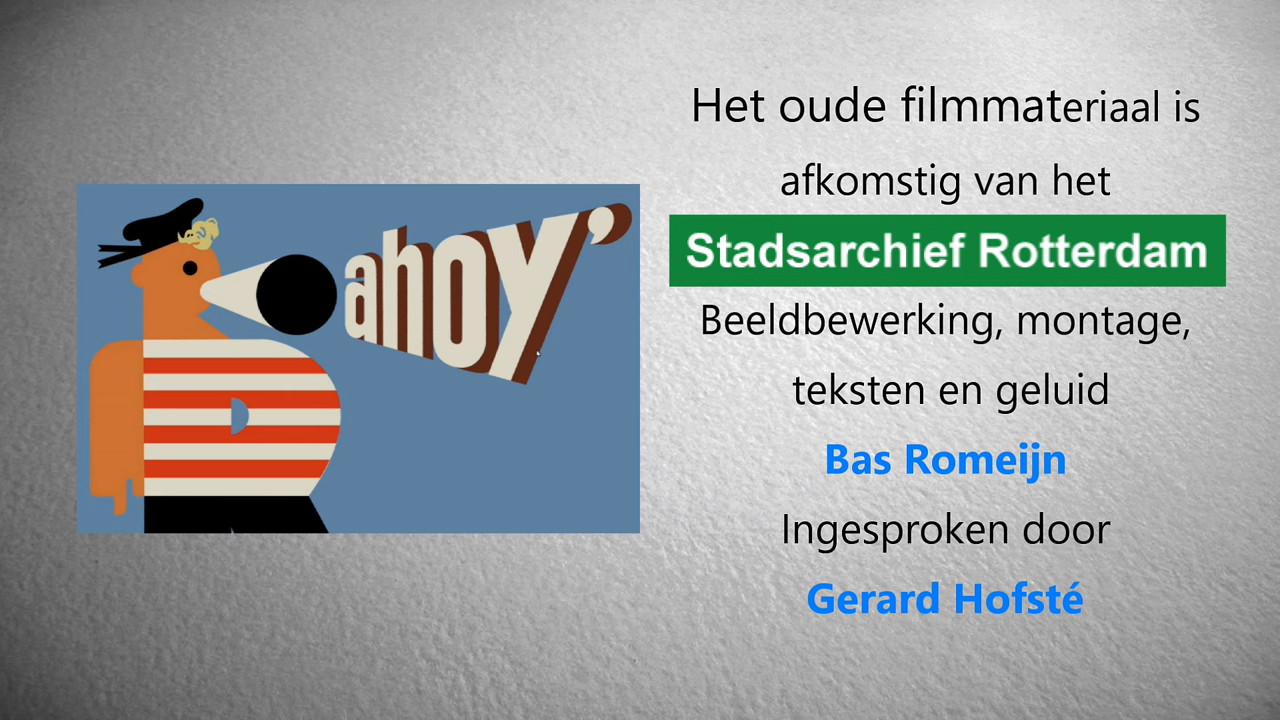 ahoy'
Het oude filmmateriaal is
afkomstig van het
Stadsarchief Rotterdam
Beeldbewerking, montage,
teksten en geluid
Bas Romeijn
Ingesproken door
Gerard Hofsté